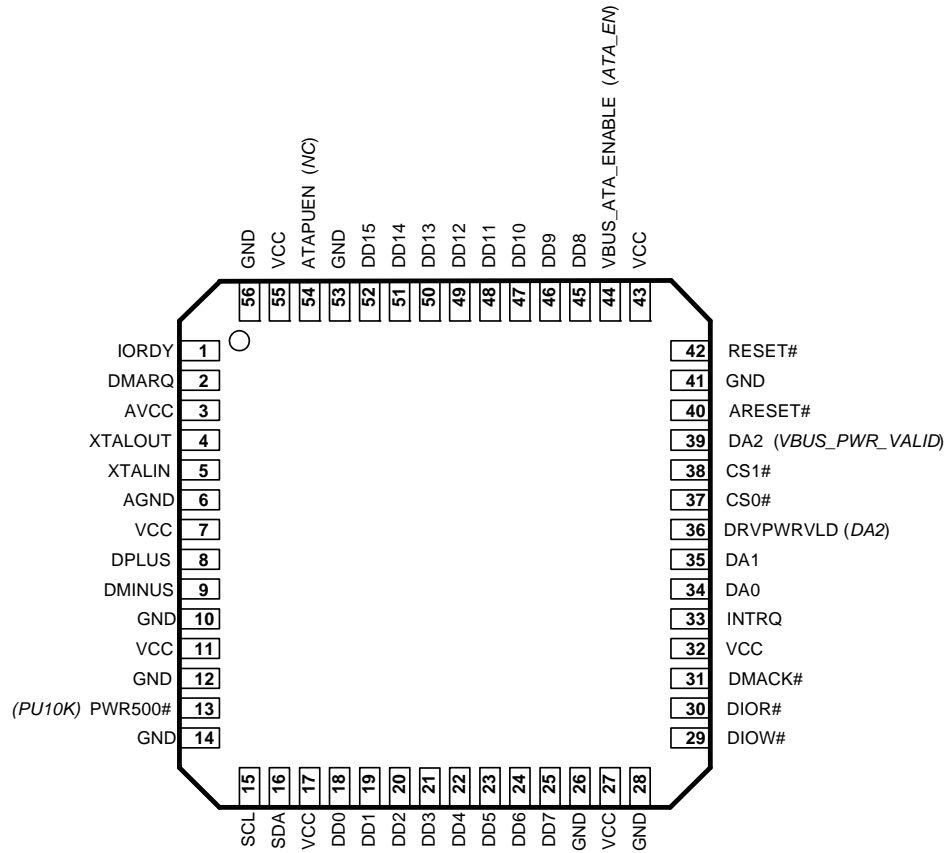 GND
VCC
ATAPUEN (NC)
GND
DD15
DD14
DD13
DD12
DD11
DD10
DD9
DD8
VBUS_ATA_ENABLE (ATA_EN)
VCC
56
55
54
53
52
51
50
49
48
47
46
45
44
43
IORDY 1
DMARQ 2
AVCC 3
XTALOUT 4
XTALIN 5
AGND 6
VCC 7
DPLUS 8
DMINUS 9
GND 10
VCC 11
GND 12
(PU10K) PWR500# 13
GND 14
42 RESET#
41 GND
40 ARESET#
39 DA2 (VBUS_PWR_VALID)
38 CS1#
37 CS0#
36 DRVPWRVLD (DA2)
35 DA1
34 DA0
33 INTRQ
32 VCC
31 DMACK#
30 DIOR#
29 DIOW#
15
16
17
18
19
20
21
22
23
24
25
26
27
28
SCL
SDA
VCC
DD0
DD1
DD2
DD3
DD4
DD5
DD6
DD7
GND
VCC
GND